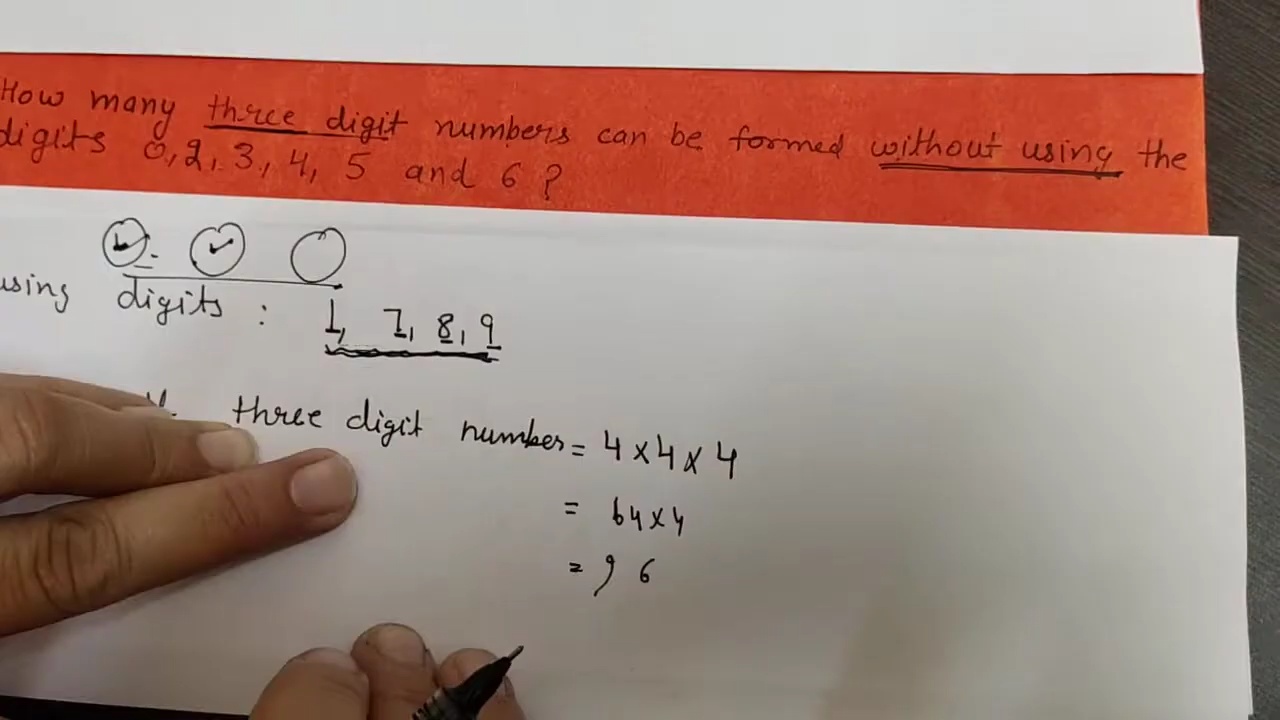 How many three digit numbers can be formed without using the
digits 0, 2, 3, 4, 5 and 6 ?
using digits : 1, 7, 8, 9
three digit number = 4 x 4 x 4
= 64 x 4
= 9 6